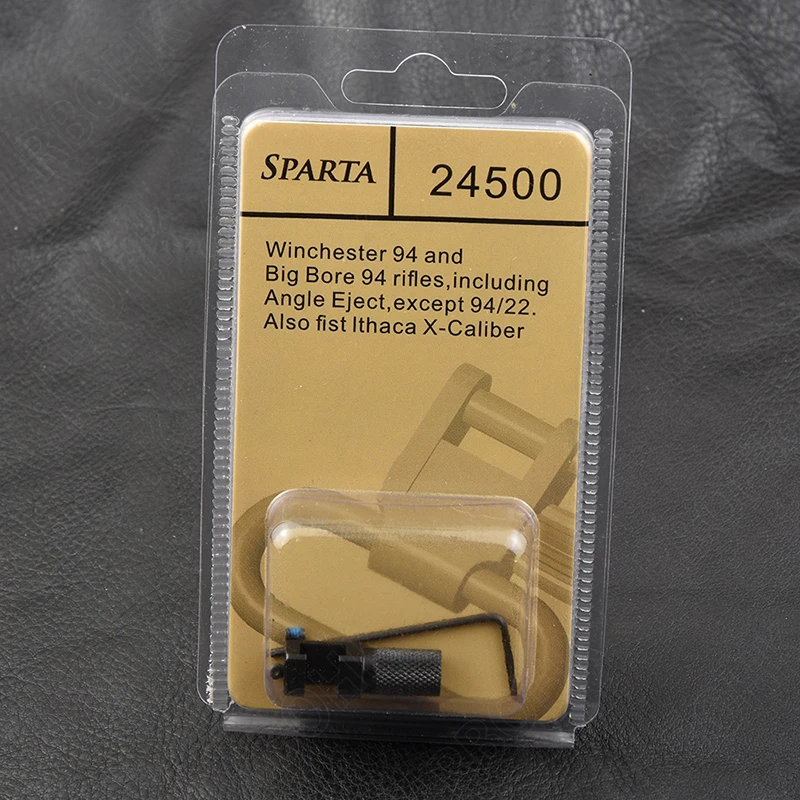 SPARTA
24500
Winchester 94 and
Big Bore 94 rifles,including
Angle Eject,except 94/22.
Also fist Ithaca X-Caliber